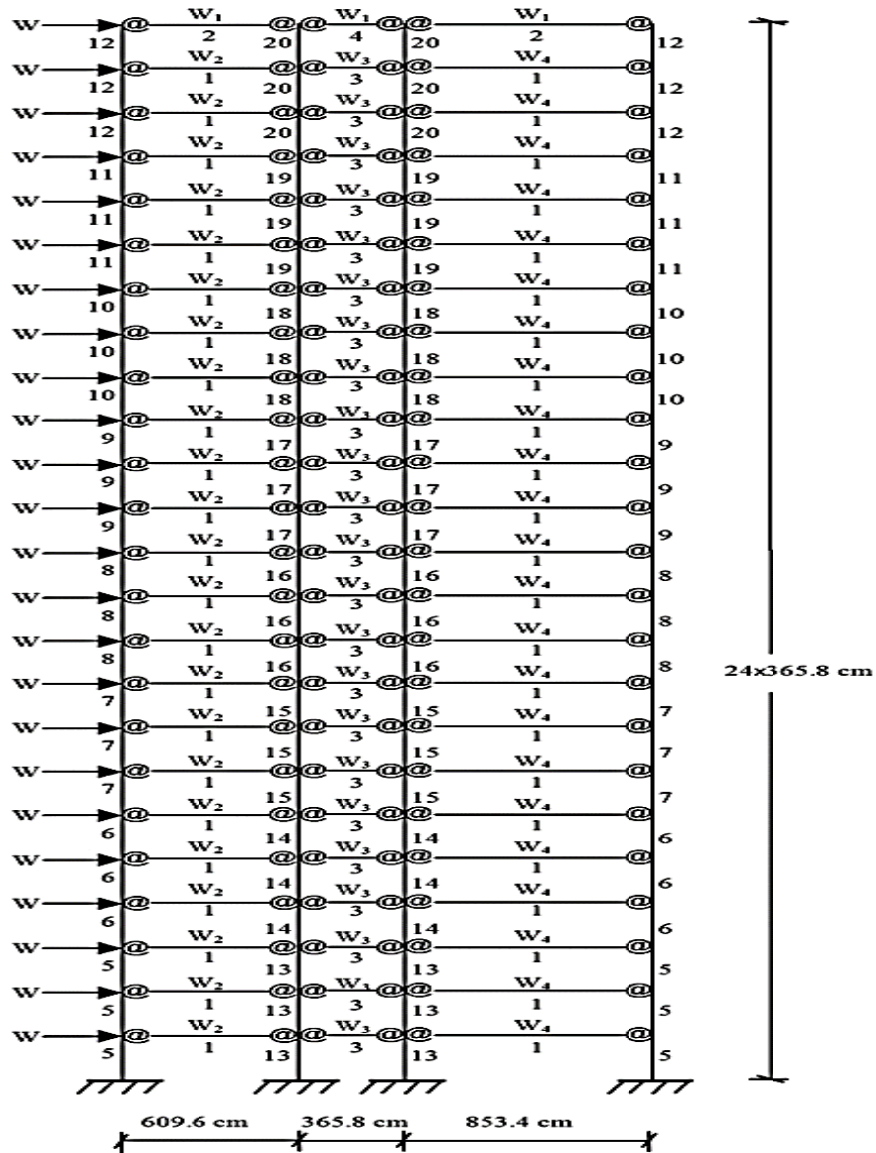 W @ W₁ @ @ W₁ @ @ W₁ @
12 2 20 4 20 2 12
W @ W₂ @ @ W₃ @ @ W₄ @
12 1 20 3 20 1 12
W @ W₂ @ @ W₃ @ @ W₄ @
12 1 20 3 20 1 12
W @ W₂ @ @ W₃ @ @ W₄ @
11 1 19 3 19 1 11
W @ W₂ @ @ W₃ @ @ W₄ @
11 1 19 3 19 1 11
W @ W₂ @ @ W₃ @ @ W₄ @
11 1 19 3 19 1 11
W @ W₂ @ @ W₃ @ @ W₄ @
10 1 18 3 18 1 10
W @ W₂ @ @ W₃ @ @ W₄ @
10 1 18 3 18 1 10
W @ W₂ @ @ W₃ @ @ W₄ @
10 1 18 3 18 1 10
W @ W₂ @ @ W₃ @ @ W₄ @
9 1 17 3 17 1 9
W @ W₂ @ @ W₃ @ @ W₄ @
9 1 17 3 17 1 9
W @ W₂ @ @ W₃ @ @ W₄ @
9 1 17 3 17 1 9
W @ W₂ @ @ W₃ @ @ W₄ @
8 1 16 3 16 1 8
W @ W₂ @ @ W₃ @ @ W₄ @
8 1 16 3 16 1 8
W @ W₂ @ @ W₃ @ @ W₄ @
8 1 16 3 16 1 8
24x365.8 cm
W @ W₂ @ @ W₃ @ @ W₄ @
7 1 15 3 15 1 7
W @ W₂ @ @ W₃ @ @ W₄ @
7 1 15 3 15 1 7
W @ W₂ @ @ W₃ @ @ W₄ @
7 1 15 3 15 1 7
W @ W₂ @ @ W₃ @ @ W₄ @
6 1 14 3 14 1 6
W @ W₂ @ @ W₃ @ @ W₄ @
6 1 14 3 14 1 6
W @ W₂ @ @ W₃ @ @ W₄ @
6 1 14 3 14 1 6
W @ W₂ @ @ W₃ @ @ W₄ @
5 1 13 3 13 1 5
W @ W₂ @ @ W₃ @ @ W₄ @
5 1 13 3 13 1 5
W @ W₂ @ @ W₃ @ @ W₄ @
5 1 13 3 13 1 5
609.6 cm 365.8 cm 853.4 cm